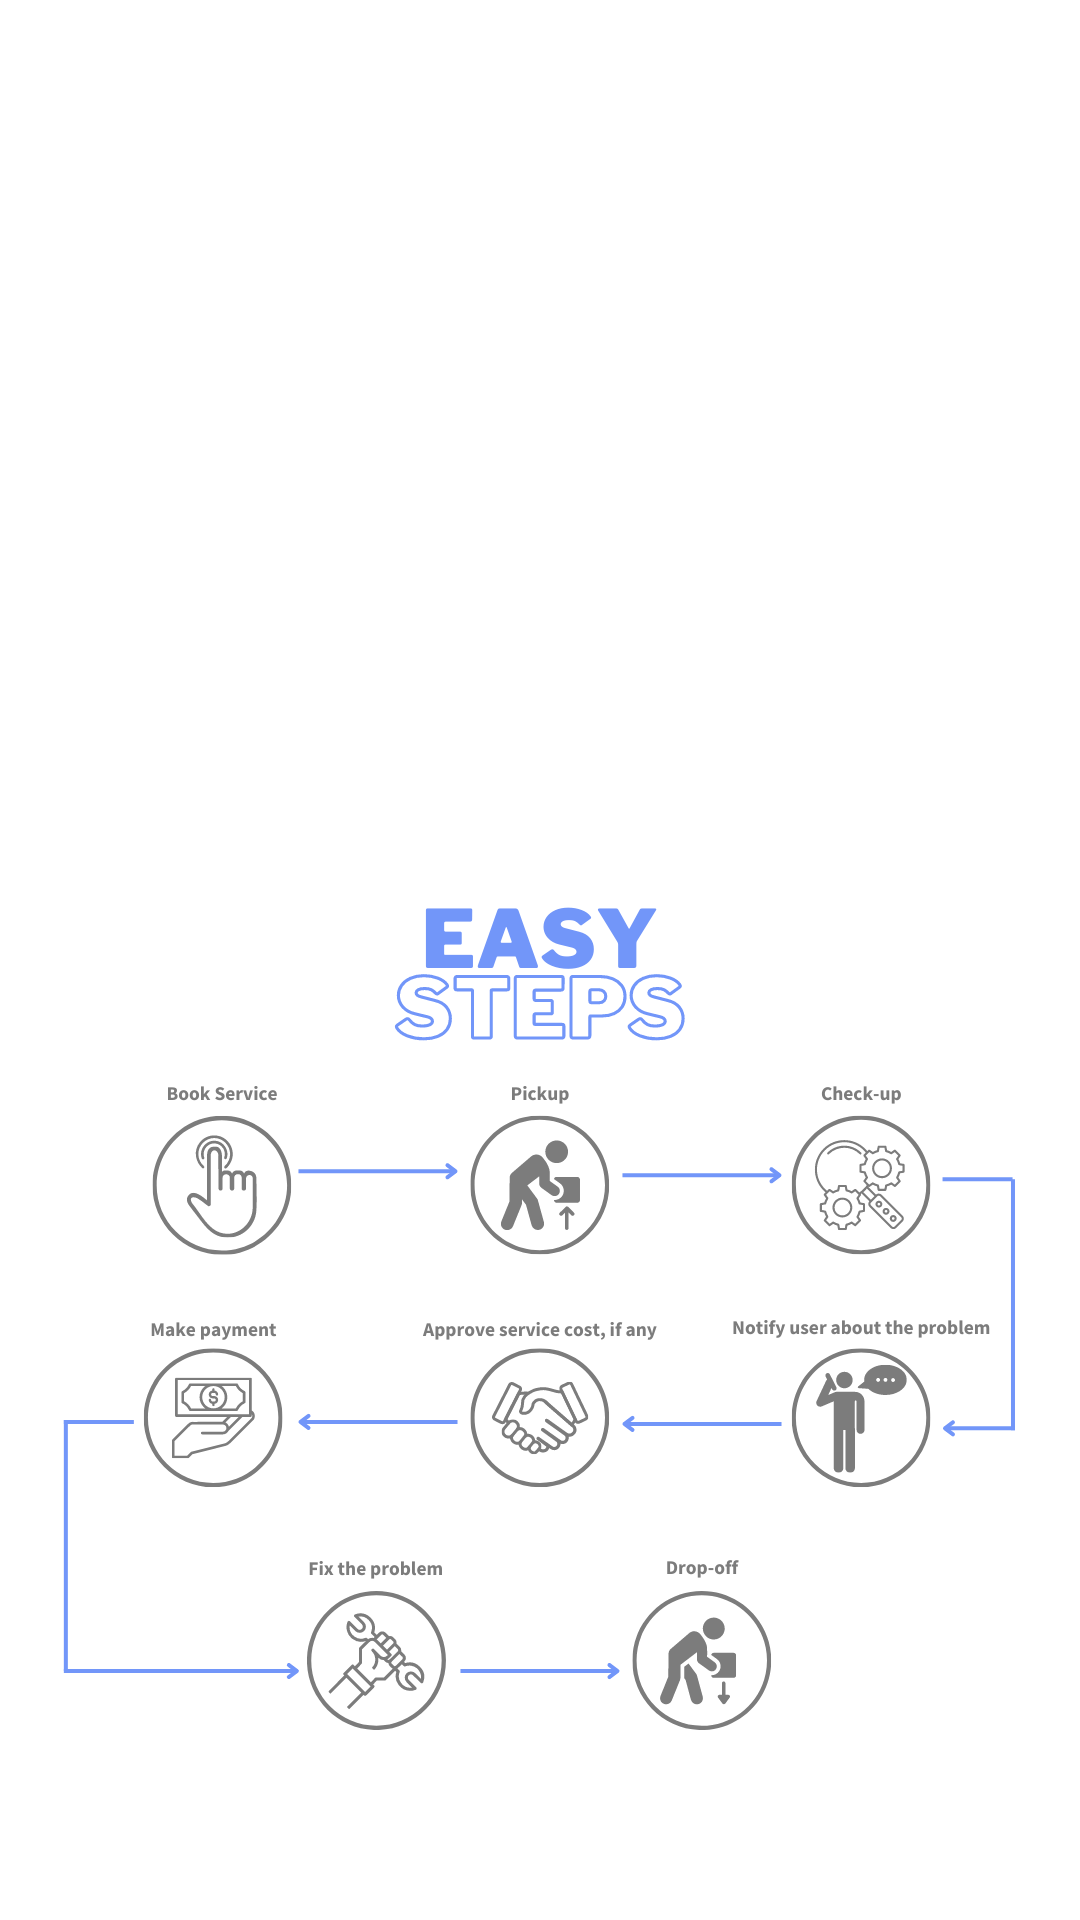 EASY
STEPS
Book Service
Pickup
Check-up
Notify user about the problem
Approve service cost, if any
Make payment
$
Fix the problem
Drop-off